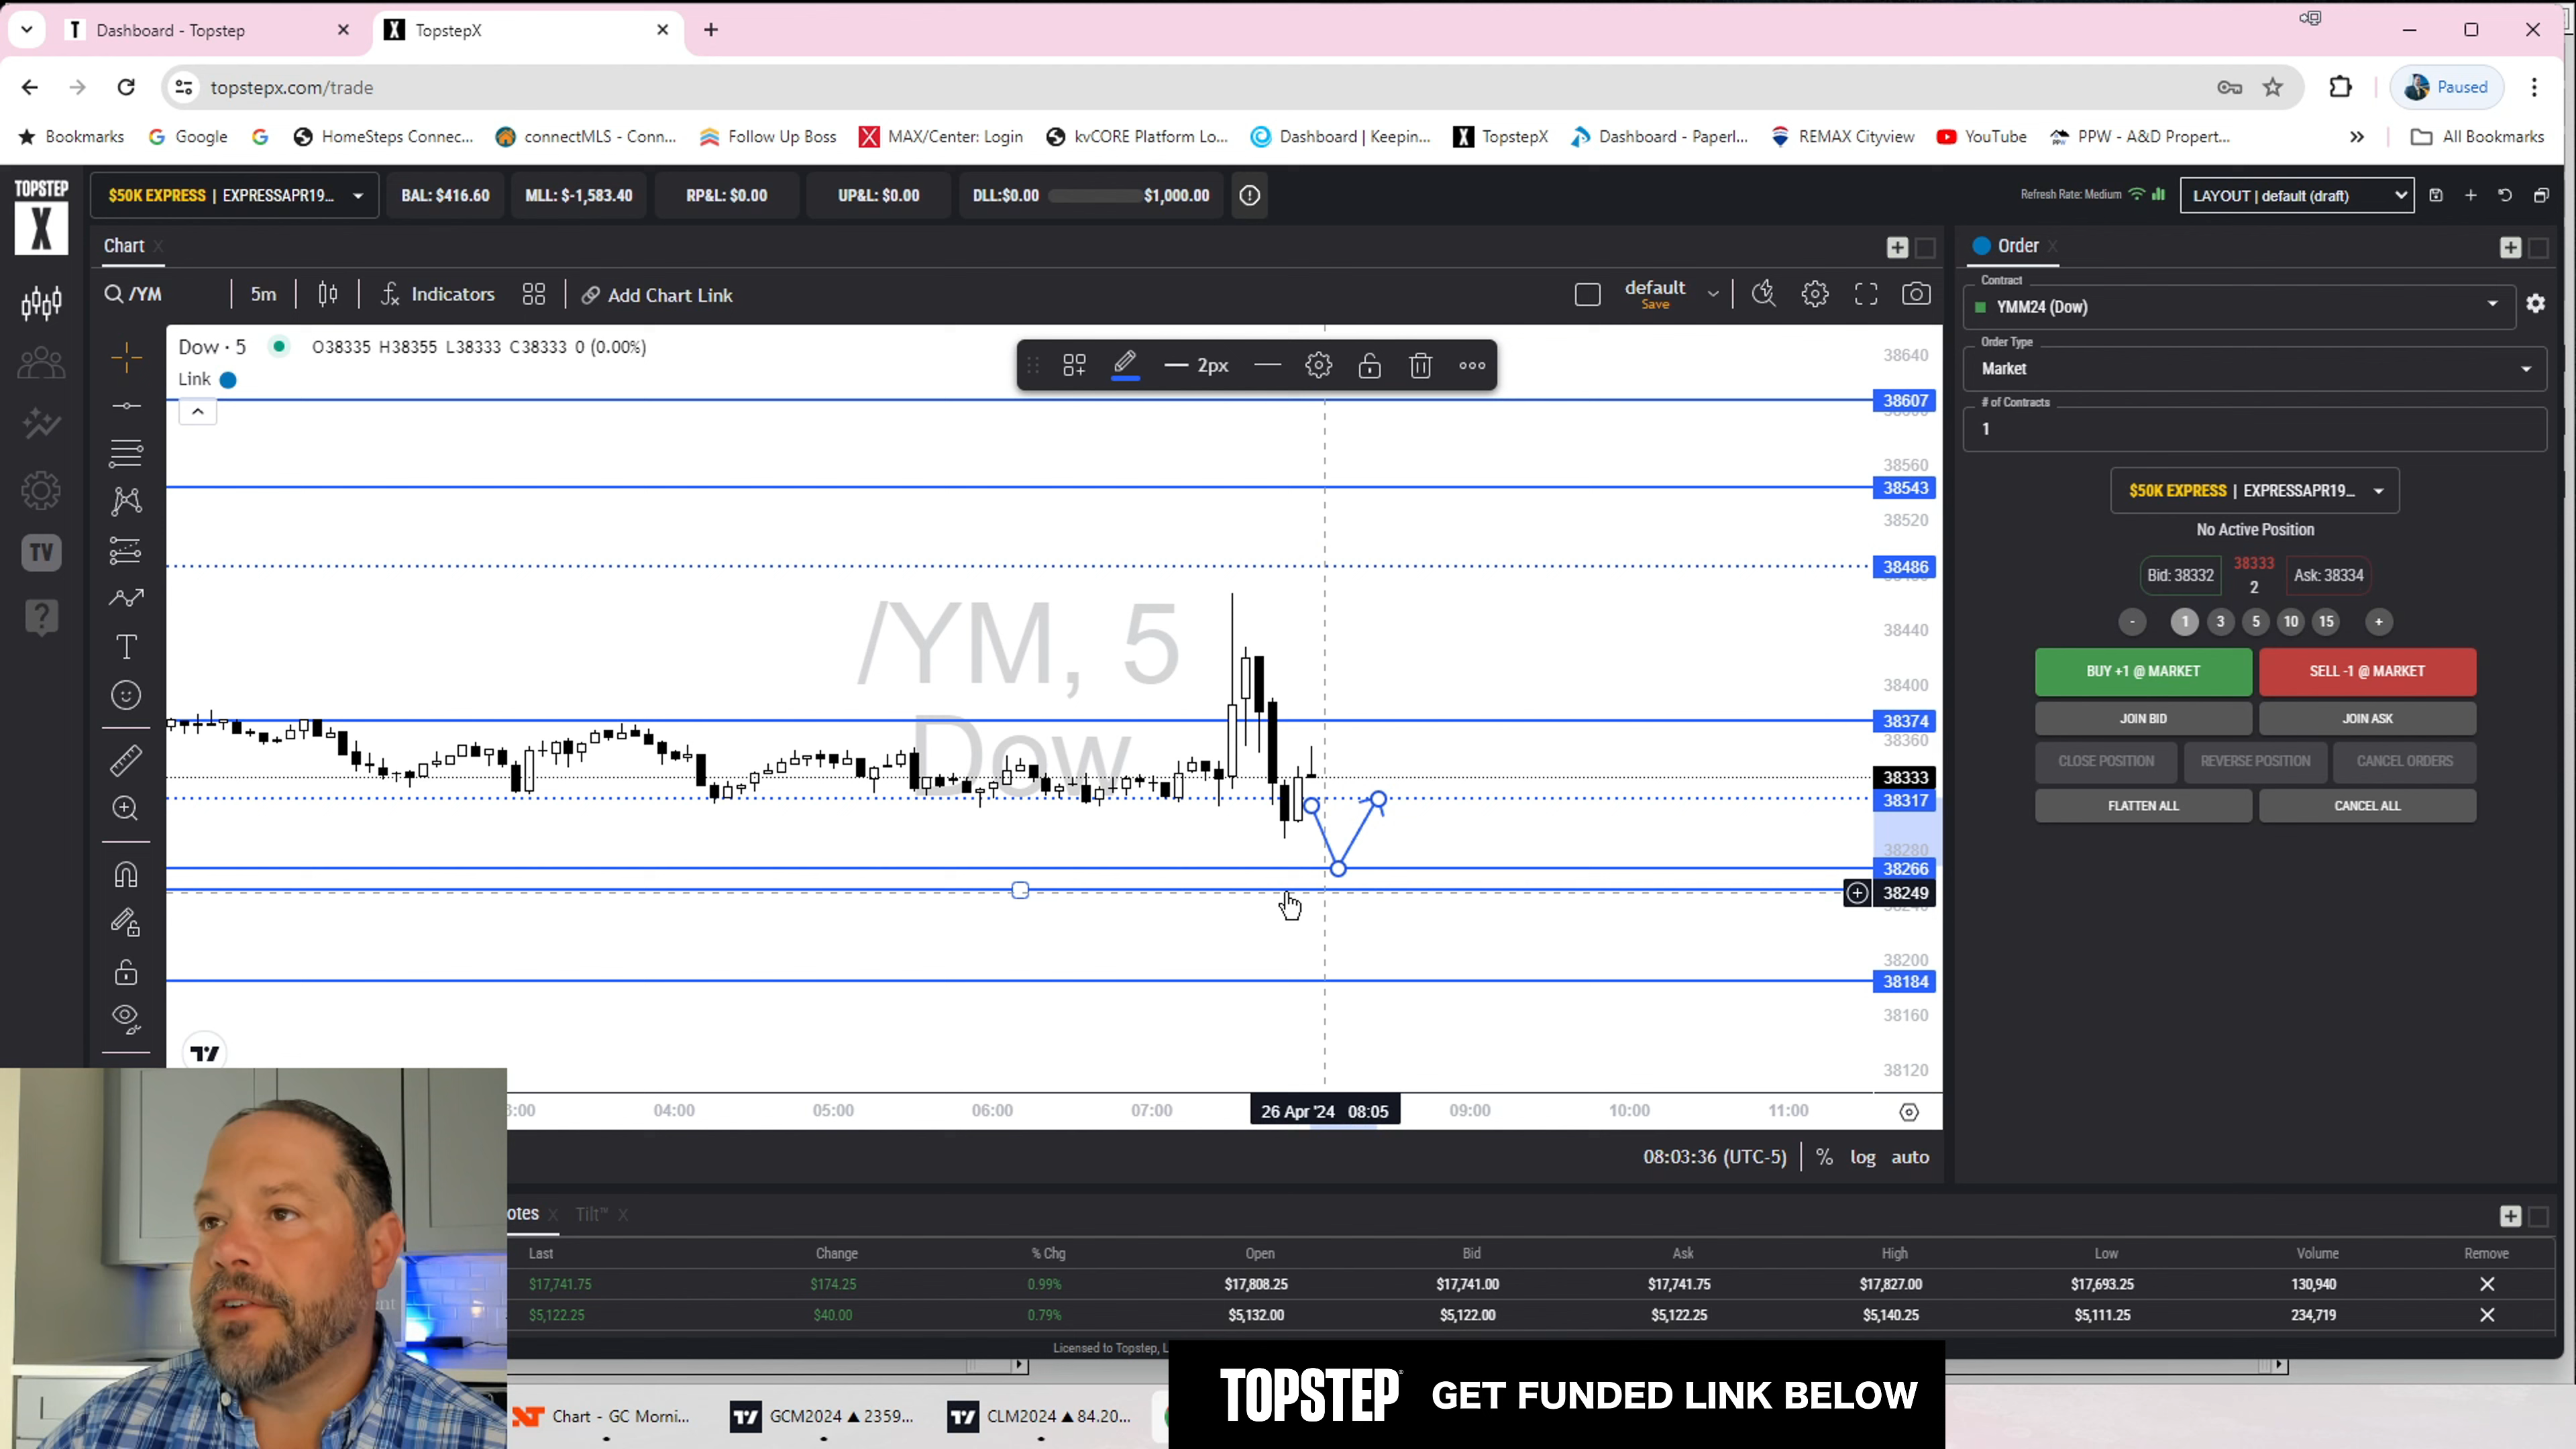 Dashboard - Topstep
TopstepX
topstepx.com/trade
Paused
Bookmarks
Google
HomeSteps Connec...
connectMLS - Conn...
Follow Up Boss
MAX/Center: Login
kvCORE Platform Lo...
Dashboard | Keepin...
TopstepX
Dashboard - Paperl...
REMAX Cityview
YouTube
PPW - A&D Propert...
All Bookmarks
TOPSTEP
X
$50K EXPRESS | EXPRESSAPR19...
BAL: $416.60
MLL: $-1,583.40
RP&L: $0.00
UP&L: $0.00
DLL:$0.00
$1,000.00
Refresh Rate: Medium
LAYOUT | default (draft)
Chart
Order
/YM
5m
Indicators
Add Chart Link
default
Save
Contract
YMM24 (Dow)
Order Type
Market
# of Contracts
1
$50K EXPRESS | EXPRESSAPR19...
No Active Position
Bid: 38332
38333
2
Ask: 38334
- 1 3 5 10 15 +
BUY +1 @ MARKET
SELL -1 @ MARKET
JOIN BID
JOIN ASK
CLOSE POSITION
REVERSE POSITION
CANCEL ORDERS
FLATTEN ALL
CANCEL ALL
Dow · 5
O38335 H38355 L38333 C38333 0 (0.00%)
Link
2px
TV
/YM, 5
Dow
38640
38607
38560
38543
38520
38486
38440
38400
38374
38360
38333
38317
38280
38266
38249
38200
38184
38160
38120
3:00
04:00
05:00
06:00
07:00
26 Apr '24 08:05
09:00
10:00
11:00
08:03:36 (UTC-5)
%
log
auto
otes
Tilt™
Last Change % Chg Open Bid Ask High Low Volume Remove
$17,741.75 $174.25 0.99% $17,808.25 $17,741.00 $17,741.75 $17,827.00 $17,693.25 130,940
$5,122.25 $40.00 0.79% $5,132.00 $5,122.00 $5,122.25 $5,140.25 $5,111.25 234,719
Licensed to Topstep, L
TOPSTEP GET FUNDED LINK BELOW
Chart - GC Morni...
GCM2024 ▲ 2359...
CLM2024 ▲ 84.20...